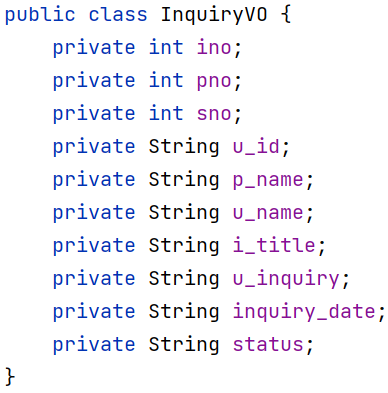 public class InquiryVO {
    private int ino;
    private int pno;
    private int sno;
    private String u_id;
    private String p_name;
    private String u_name;
    private String i_title;
    private String u_inquiry;
    private String inquiry_date;
    private String status;
}